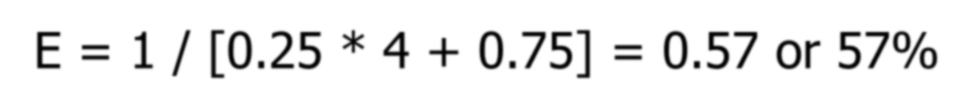 E = 1 / [0.25 * 4 + 0.75] = 0.57 or 57%